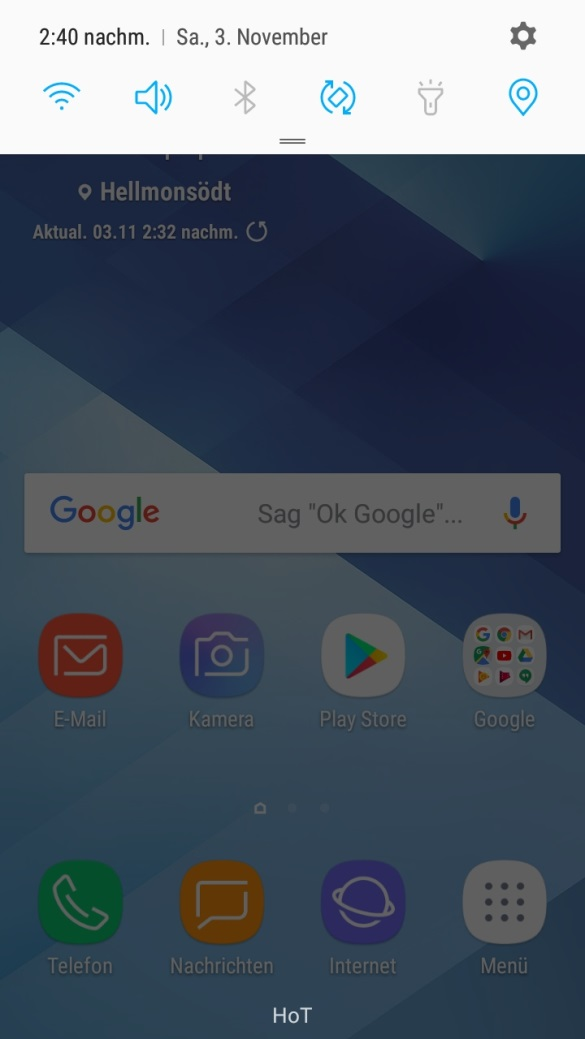 2:40 nachm. | Sa., 3. November
Hellmonsödt
Aktual. 03.11 2:32 nachm.
Google Sag "Ok Google"...
E-Mail Kamera Play Store Google
Telefon Nachrichten Internet Menü
HoT